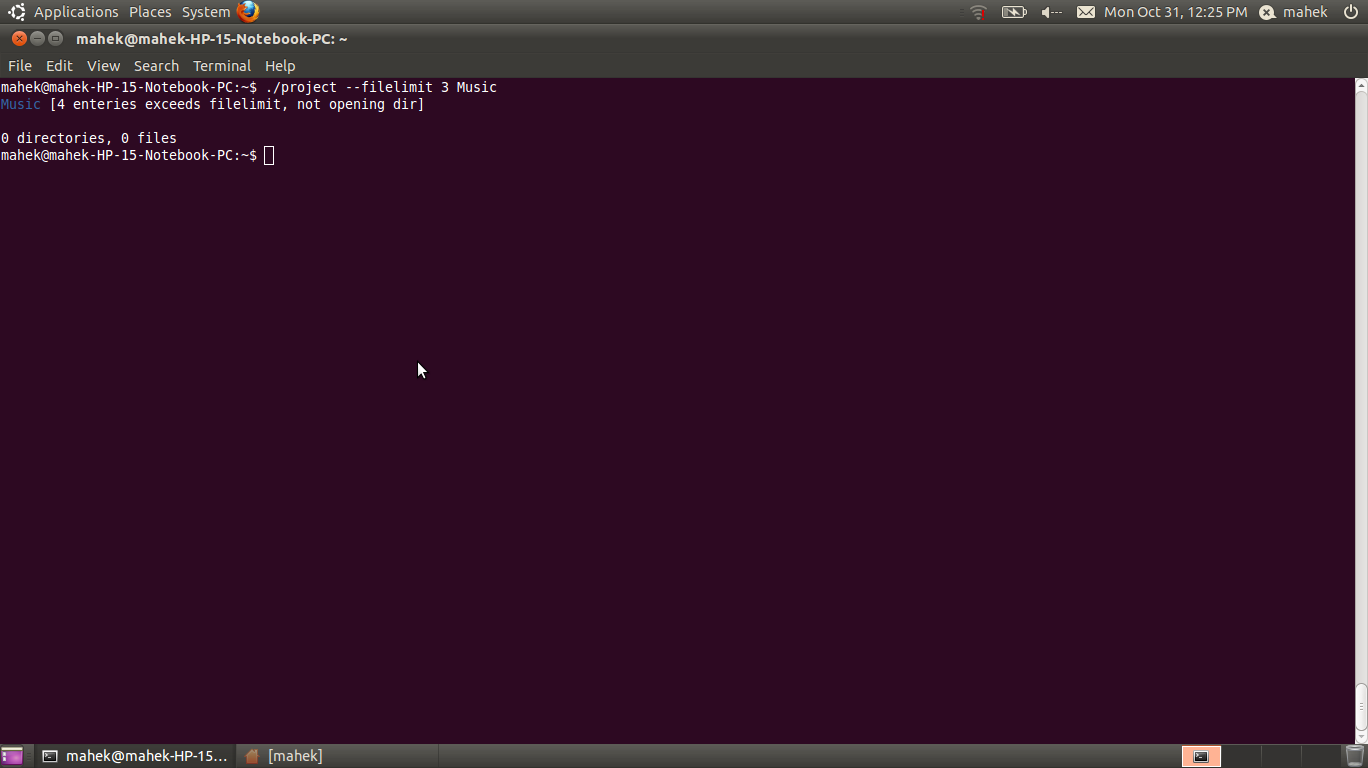 Applications Places System Mon Oct 31, 12:25 PM mahek
mahek@mahek-HP-15-Notebook-PC: ~
File Edit View Search Terminal Help
mahek@mahek-HP-15-Notebook-PC:~$ ./project --filelimit 3 Music
Music [4 enteries exceeds filelimit, not opening dir]
0 directories, 0 files
mahek@mahek-HP-15-Notebook-PC:~$
mahek@mahek-HP-15... [mahek]